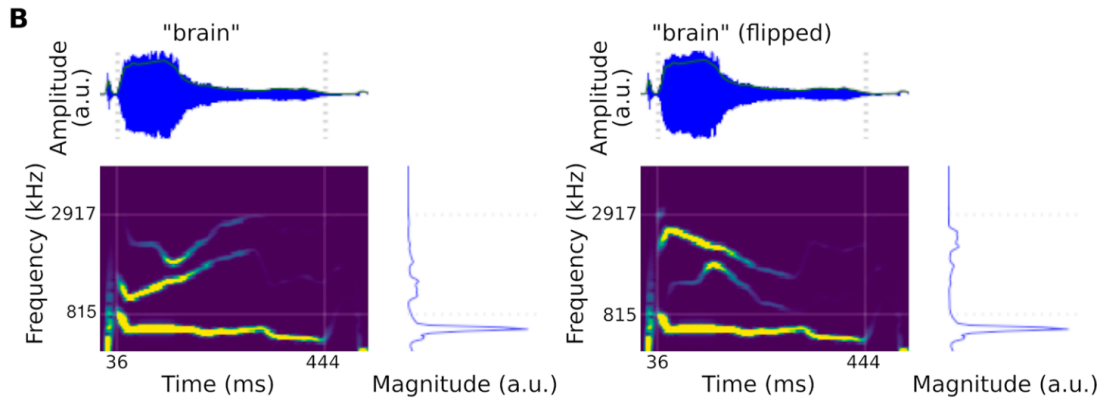 B
"brain"
Amplitude
(a.u.)
Frequency (kHz)
2917
815
36
444
Time (ms)
Magnitude (a.u.)
"brain" (flipped)
Amplitude
(a.u.)
Frequency (kHz)
2917
815
36
444
Time (ms)
Magnitude (a.u.)